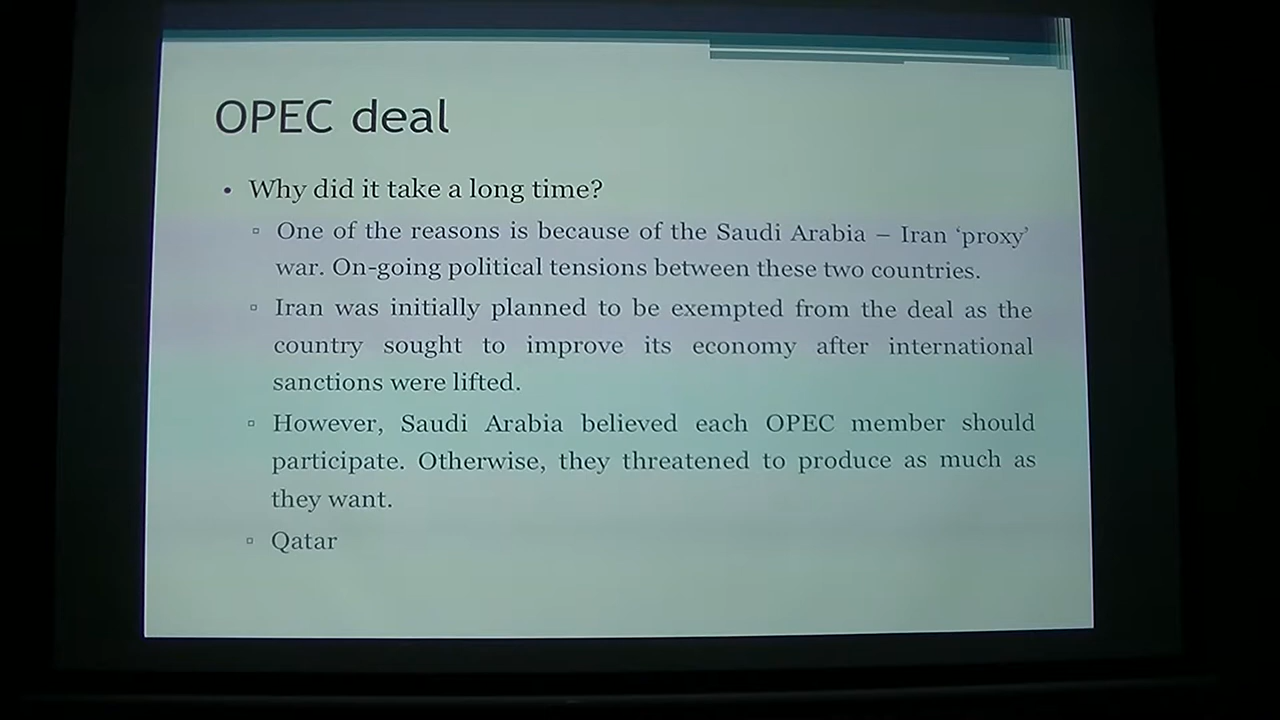 OPEC deal
• Why did it take a long time?
▫ One of the reasons is because of the Saudi Arabia – Iran ‘proxy’
war. On-going political tensions between these two countries.
▫ Iran was initially planned to be exempted from the deal as the
country sought to improve its economy after international
sanctions were lifted.
▫ However, Saudi Arabia believed each OPEC member should
participate. Otherwise, they threatened to produce as much as
they want.
▫ Qatar